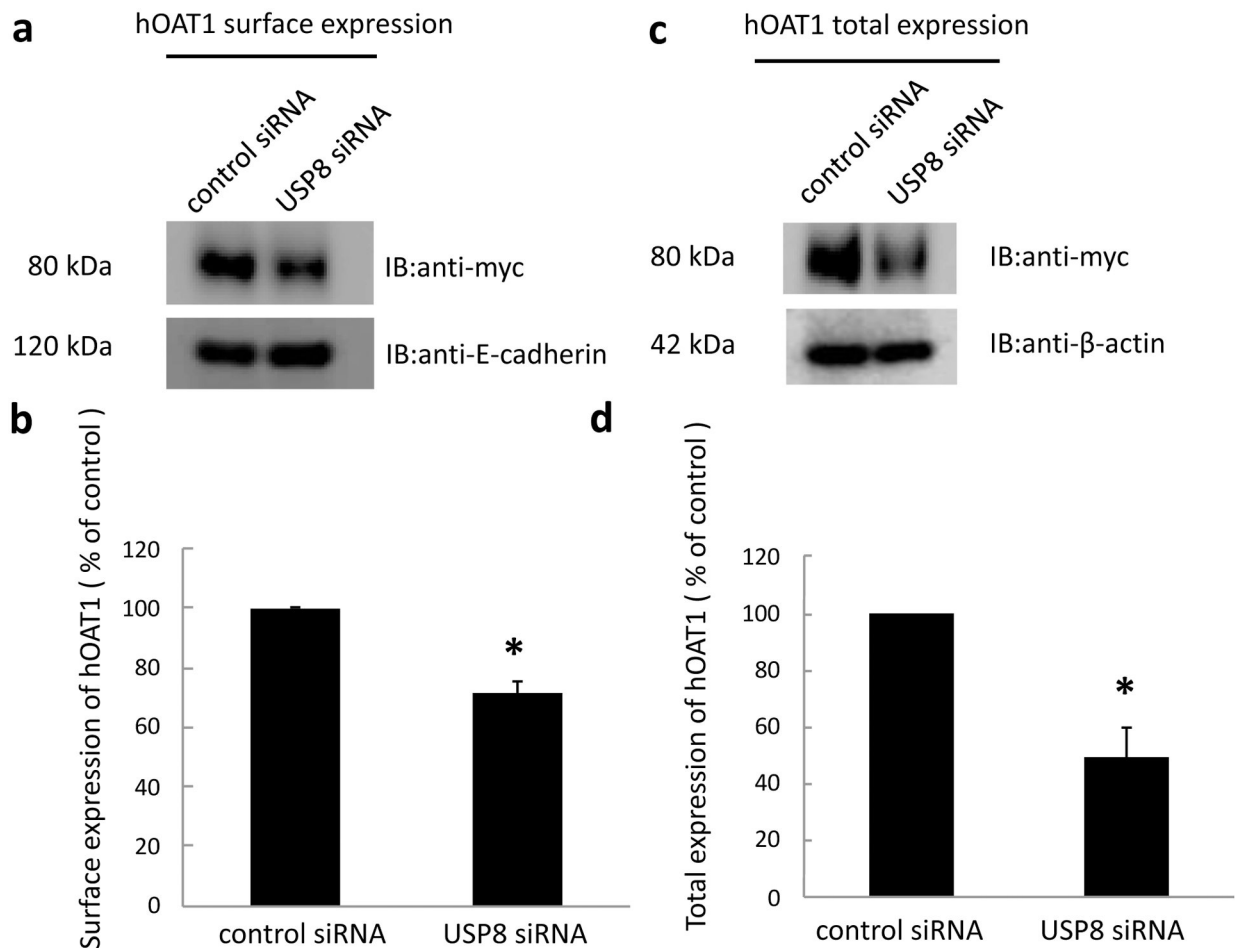 a
hOAT1 surface expression
control siRNA
USP8 siRNA
80 kDa
IB:anti-myc
120 kDa
IB:anti-E-cadherin
b
Surface expression of hOAT1 ( % of control )
120
100
80
60
40
20
0
*
control siRNA
USP8 siRNA
c
hOAT1 total expression
control siRNA
USP8 siRNA
80 kDa
IB:anti-myc
42 kDa
IB:anti-β-actin
d
Total expression of hOAT1 ( % of control )
120
100
80
60
40
20
0
*
control siRNA
USP8 siRNA